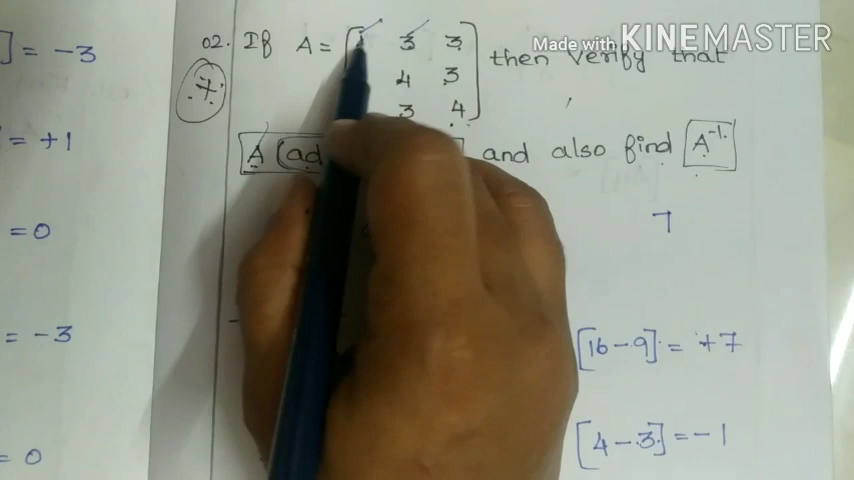 ] = -3
= +1
= 0
= -3
= 0
02. If A = [ 3 3
4 3
3 4 ] then verify that
7
A (ad and also find A⁻¹.
7
[16-9] = +7
[4-3] = -1
Made with KINEMASTER